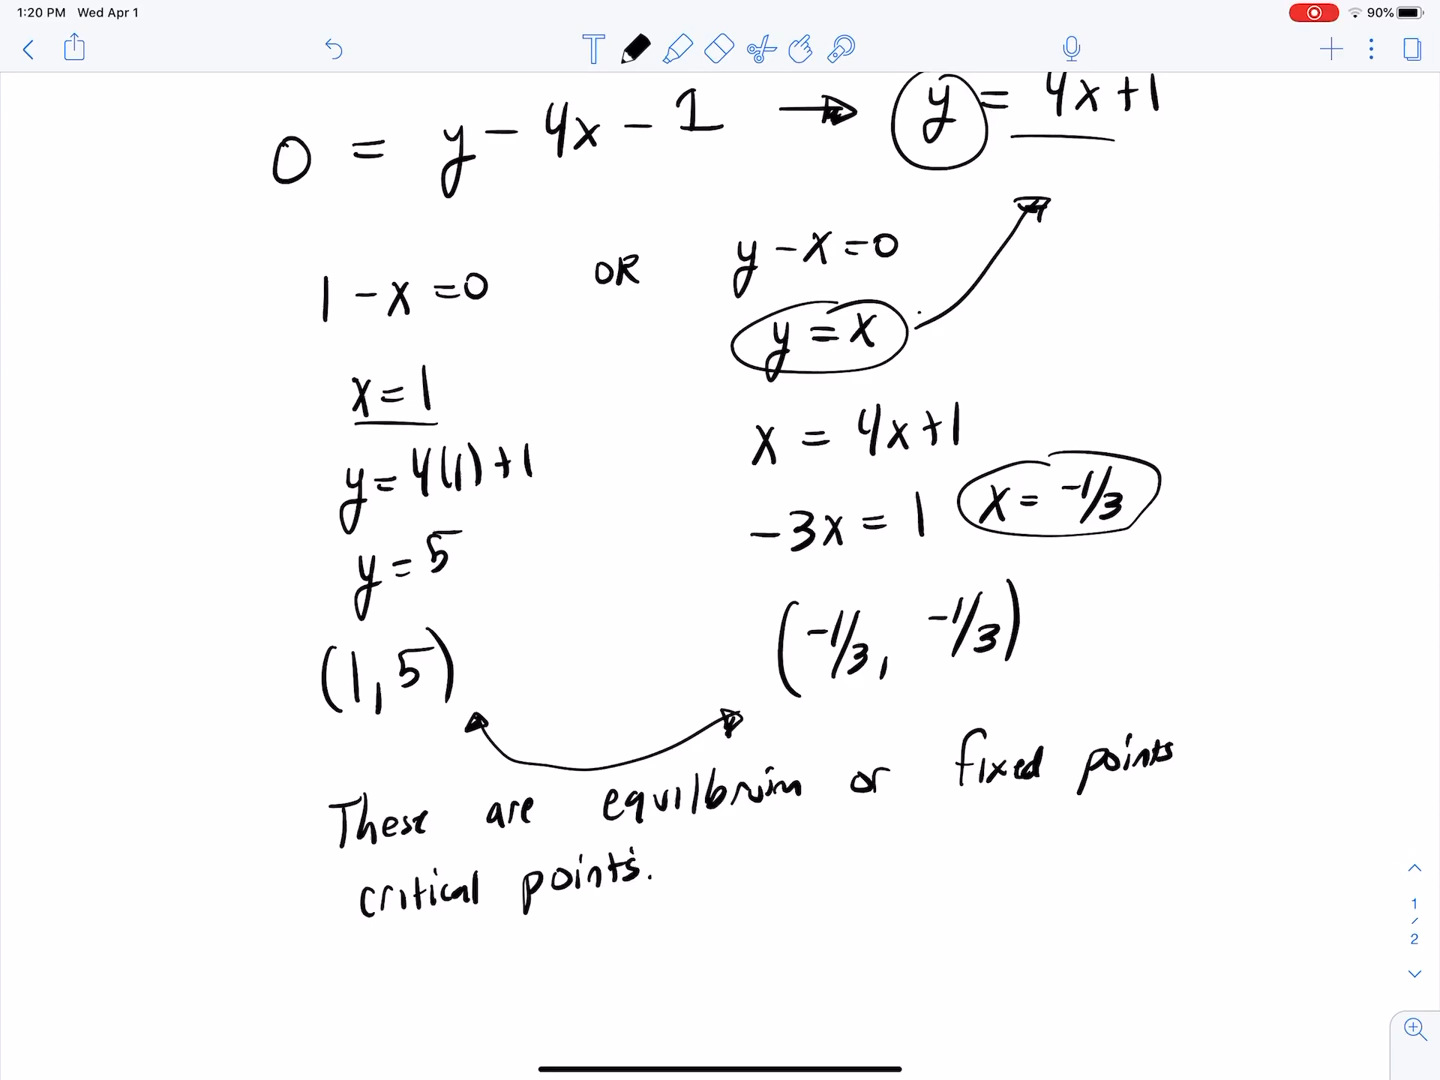 1:20 PM Wed Apr 1
90%
T
0 = y - 4x - 1 → y = 4x + 1
1 - x = 0 OR y - x = 0
y = x
x = 1
x = 4x + 1
y = 4(1) + 1
-3x = 1 x = -1/3
y = 5
(1, 5) (-1/3, -1/3)
These are equilbrium or fixed points
critical points.
1
/
2